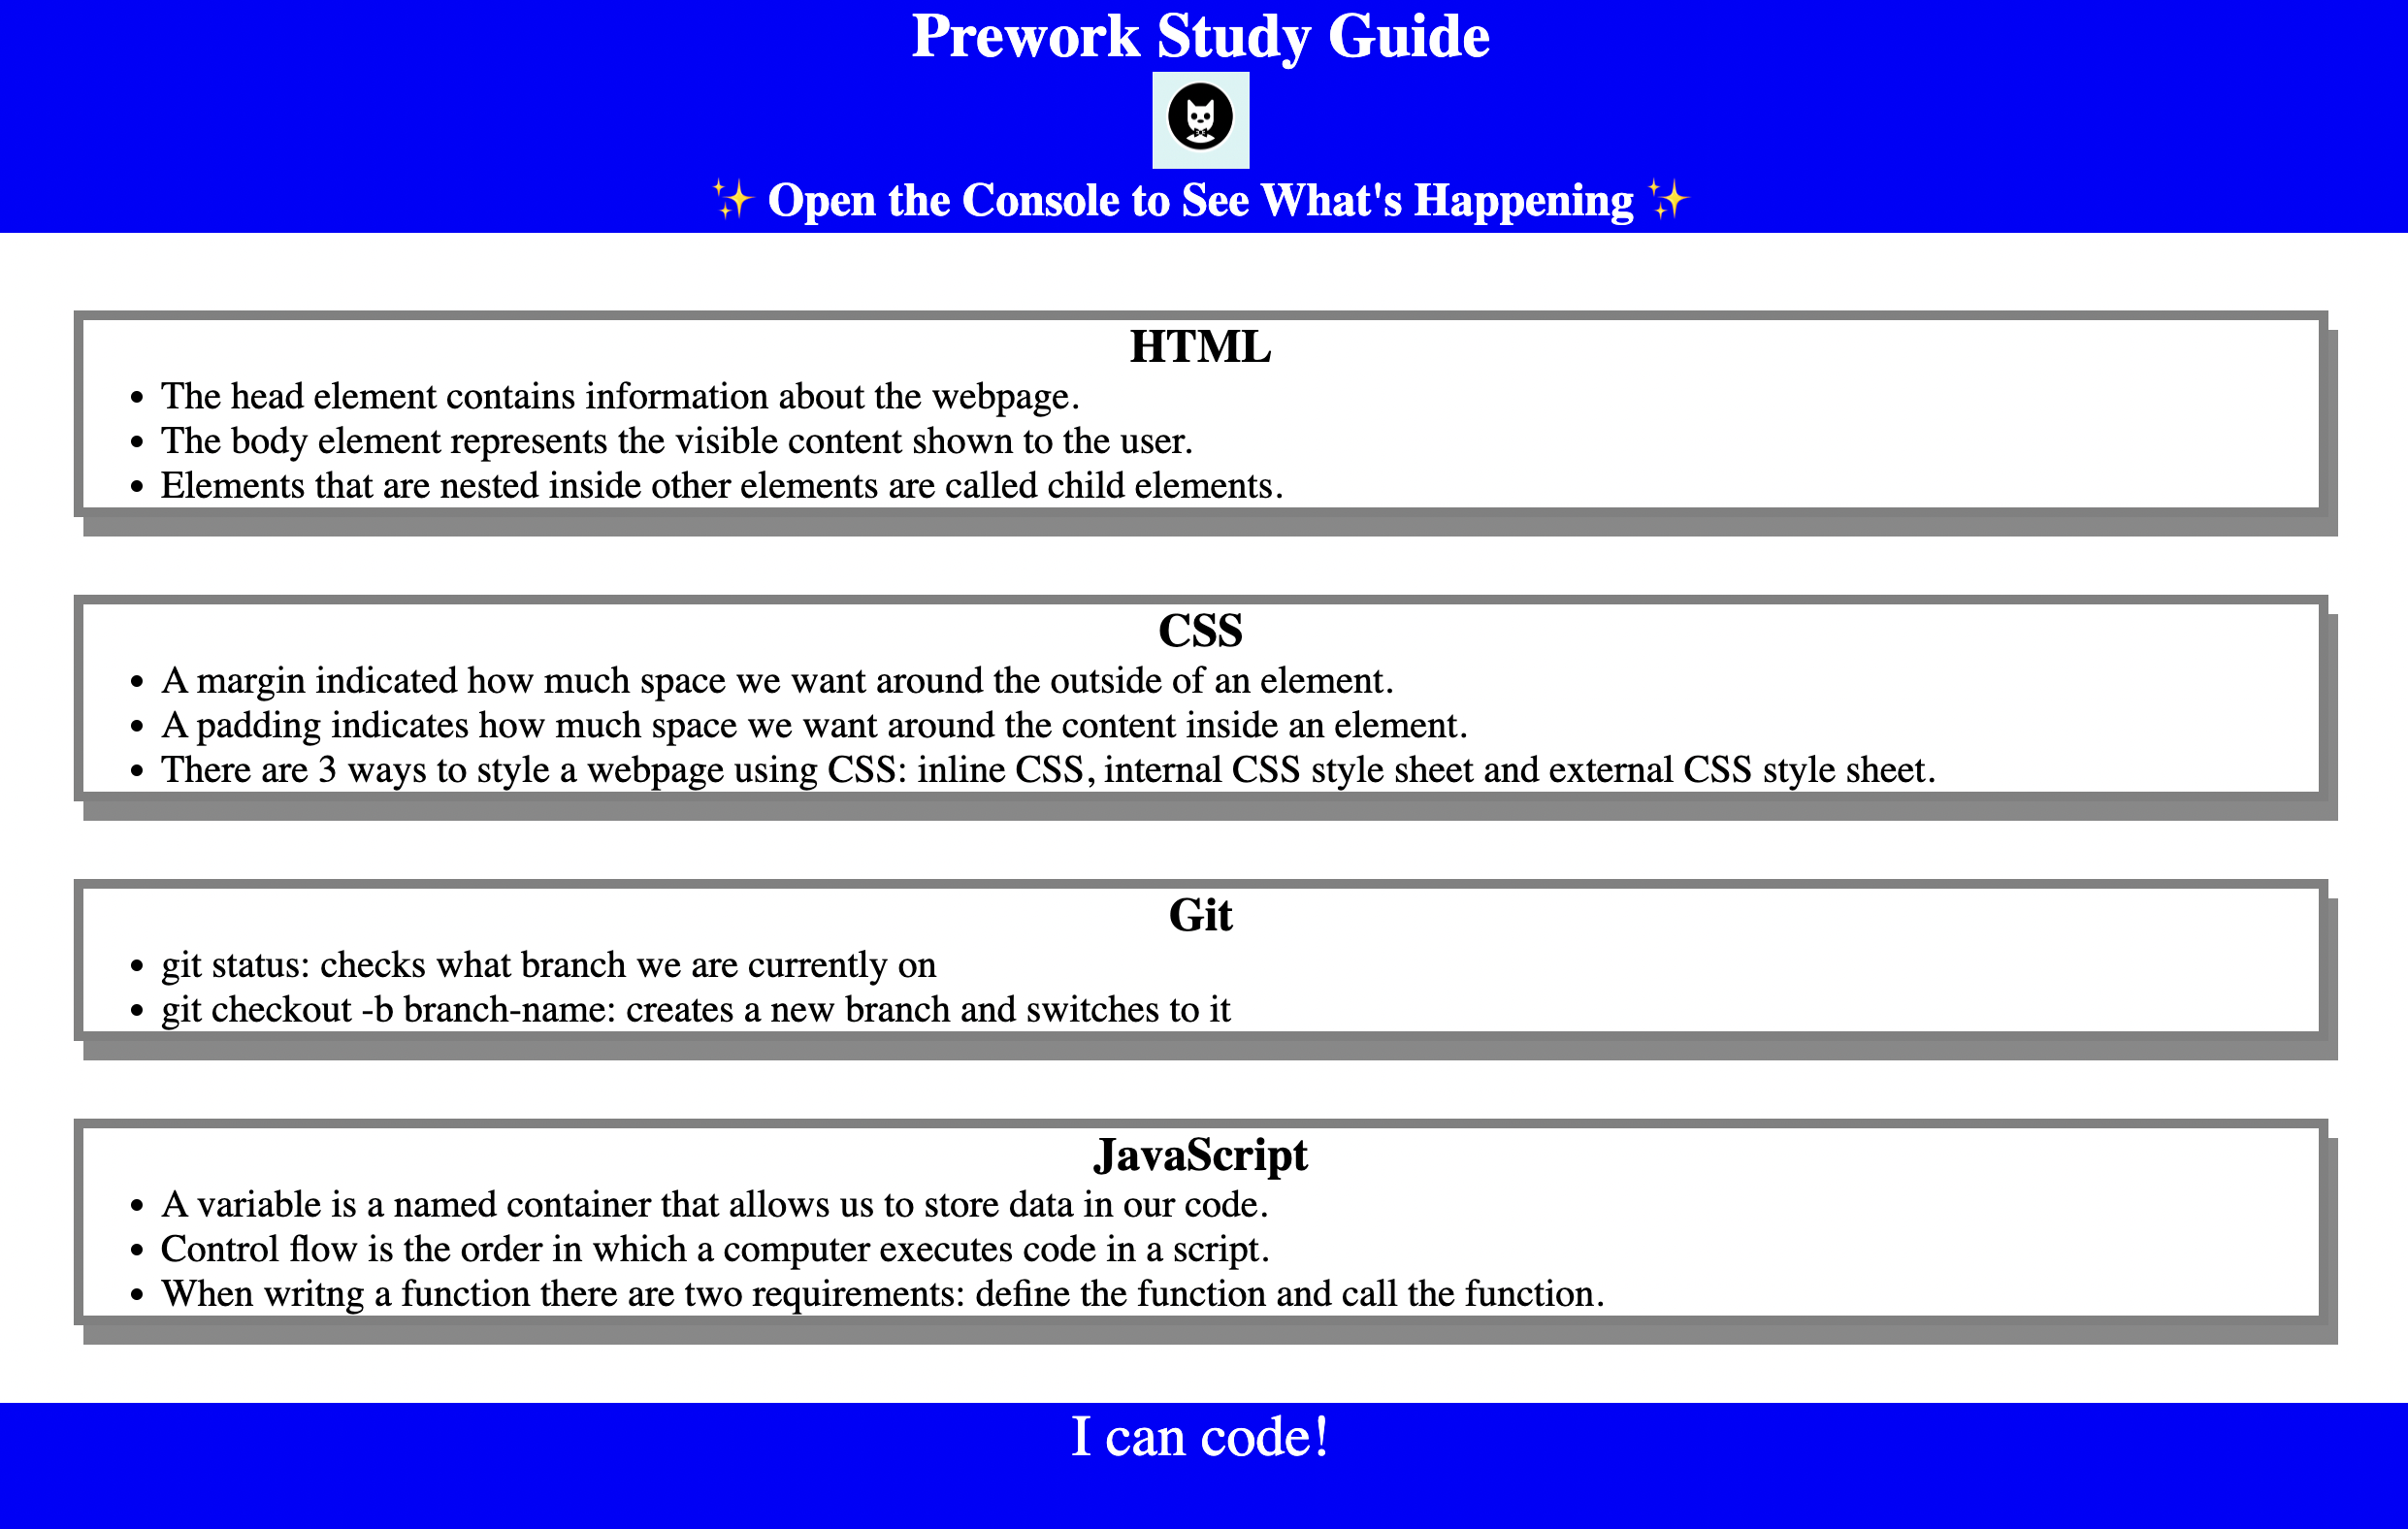 Prework Study Guide
✨ Open the Console to See What's Happening ✨
HTML
• The head element contains information about the webpage.
• The body element represents the visible content shown to the user.
• Elements that are nested inside other elements are called child elements.
CSS
• A margin indicated how much space we want around the outside of an element.
• A padding indicates how much space we want around the content inside an element.
• There are 3 ways to style a webpage using CSS: inline CSS, internal CSS style sheet and external CSS style sheet.
Git
• git status: checks what branch we are currently on
• git checkout -b branch-name: creates a new branch and switches to it
JavaScript
• A variable is a named container that allows us to store data in our code.
• Control flow is the order in which a computer executes code in a script.
• When writng a function there are two requirements: define the function and call the function.
I can code!